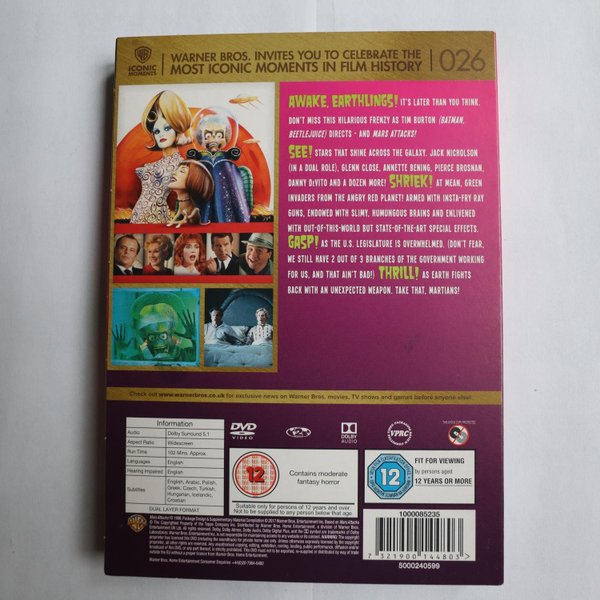 WB
ICONIC
MOMENTS
WARNER BROS. INVITES YOU TO CELEBRATE THE
MOST ICONIC MOMENTS IN FILM HISTORY
026
AWAKE, EARTHLINGS! IT'S LATER THAN YOU THINK.
DON'T MISS THIS HILARIOUS FRENZY AS TIM BURTON (BATMAN,
BEETLEJUICE) DIRECTS - AND MARS ATTACKS!
SEE! STARS THAT SHINE ACROSS THE GALAXY. JACK NICHOLSON
(IN A DUAL ROLE), GLENN CLOSE, ANNETTE BENING, PIERCE BROSNAN,
DANNY DeVITO AND A DOZEN MORE! SHRIEK! AT MEAN, GREEN
INVADERS FROM THE ANGRY RED PLANET! ARMED WITH INSTA-FRY RAY
GUNS, ENDOWED WITH SLIMY, HUMUNGOUS BRAINS AND ENLIVENED
WITH OUT-OF-THIS-WORLD BUT STATE-OF-THE-ART SPECIAL EFFECTS.
GASP! AS THE U.S. LEGISLATURE IS OVERWHELMED. (DON'T FEAR,
WE STILL HAVE 2 OUT OF 3 BRANCHES OF THE GOVERNMENT WORKING
FOR US, AND THAT AIN'T BAD!) THRILL! AS EARTH FIGHTS
BACK WITH AN UNEXPECTED WEAPON. TAKE THAT, MARTIANS!
Check out www.warnerbros.co.uk for exclusive news on Warner Bros. movies, TV shows and games before anyone else!
Information
Audio Dolby Surround 5.1
Aspect Ratio Widescreen
Run Time 102 Mins. Approx.
Languages English
Hearing Impaired English
Subtitles English, Arabic, Polish,
Greek, Czech, Turkish,
Hungarian, Icelandic,
Croatian
DUAL LAYER FORMAT
DVD
VIDEO
2
DOLBY
AUDIO
VPRC
12
Contains moderate
fantasy horror
Suitable only for persons of 12 years and over
Not to be supplied to any person below that age
12
FIT FOR VIEWING
by persons aged
12 YEARS OR MORE
1000085235
7 321900 144803 >
5000240599